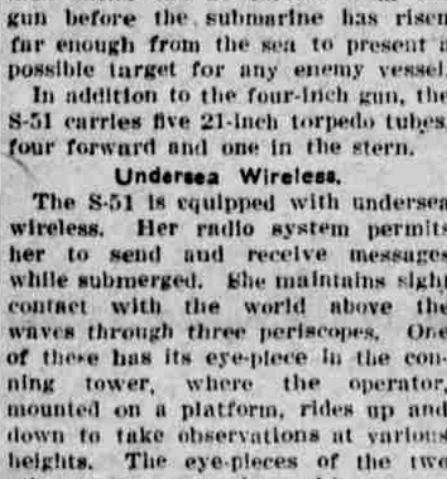 gun before the submarine has risen
far enough from the sea to present a
possible target for any enemy vessel.
In addition to the four-inch gun, the
S-51 carries five 21-inch torpedo tubes,
four forward and one in the stern.
Undersea Wireless.
The S-51 is equipped with undersea
wireless. Her radio system permits
her to send and receive messages
while submerged. She maintains sight
contact with the world above the
waves through three periscopes. One
of these has its eye-piece in the con-
ning tower, where the operator,
mounted on a platform, rides up and
down to take observations at various
heights. The eye-pieces of the two